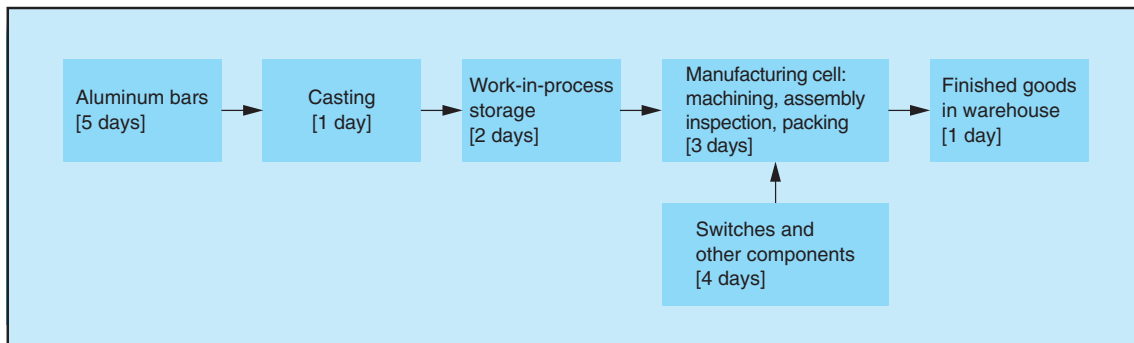 Aluminum bars
[5 days]
Casting
[1 day]
Work-in-process
storage
[2 days]
Manufacturing cell:
machining, assembly
inspection, packing
[3 days]
Finished goods
in warehouse
[1 day]
Switches and
other components
[4 days]